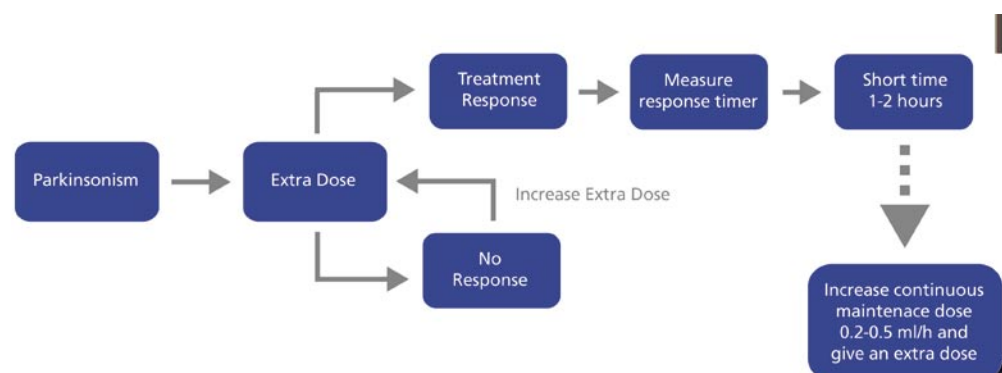 Treatment
Response
Measure
response timer
Short time
1-2 hours
Parkinsonism
Extra Dose
Increase Extra Dose
No
Response
Increase continuous
maintenace dose
0.2-0.5 ml/h and
give an extra dose